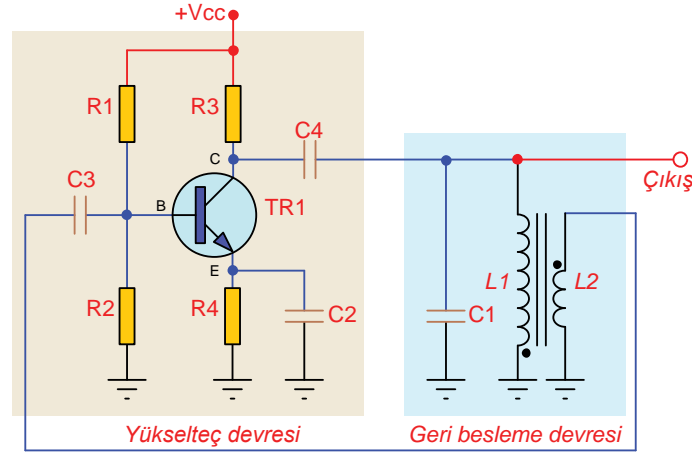 +Vcc
R1
R3
C4
C
C3
B
TR1
Çıkış
E
R2
R4
C2
C1
L1
L2
Yükselteç devresi
Geri besleme devresi